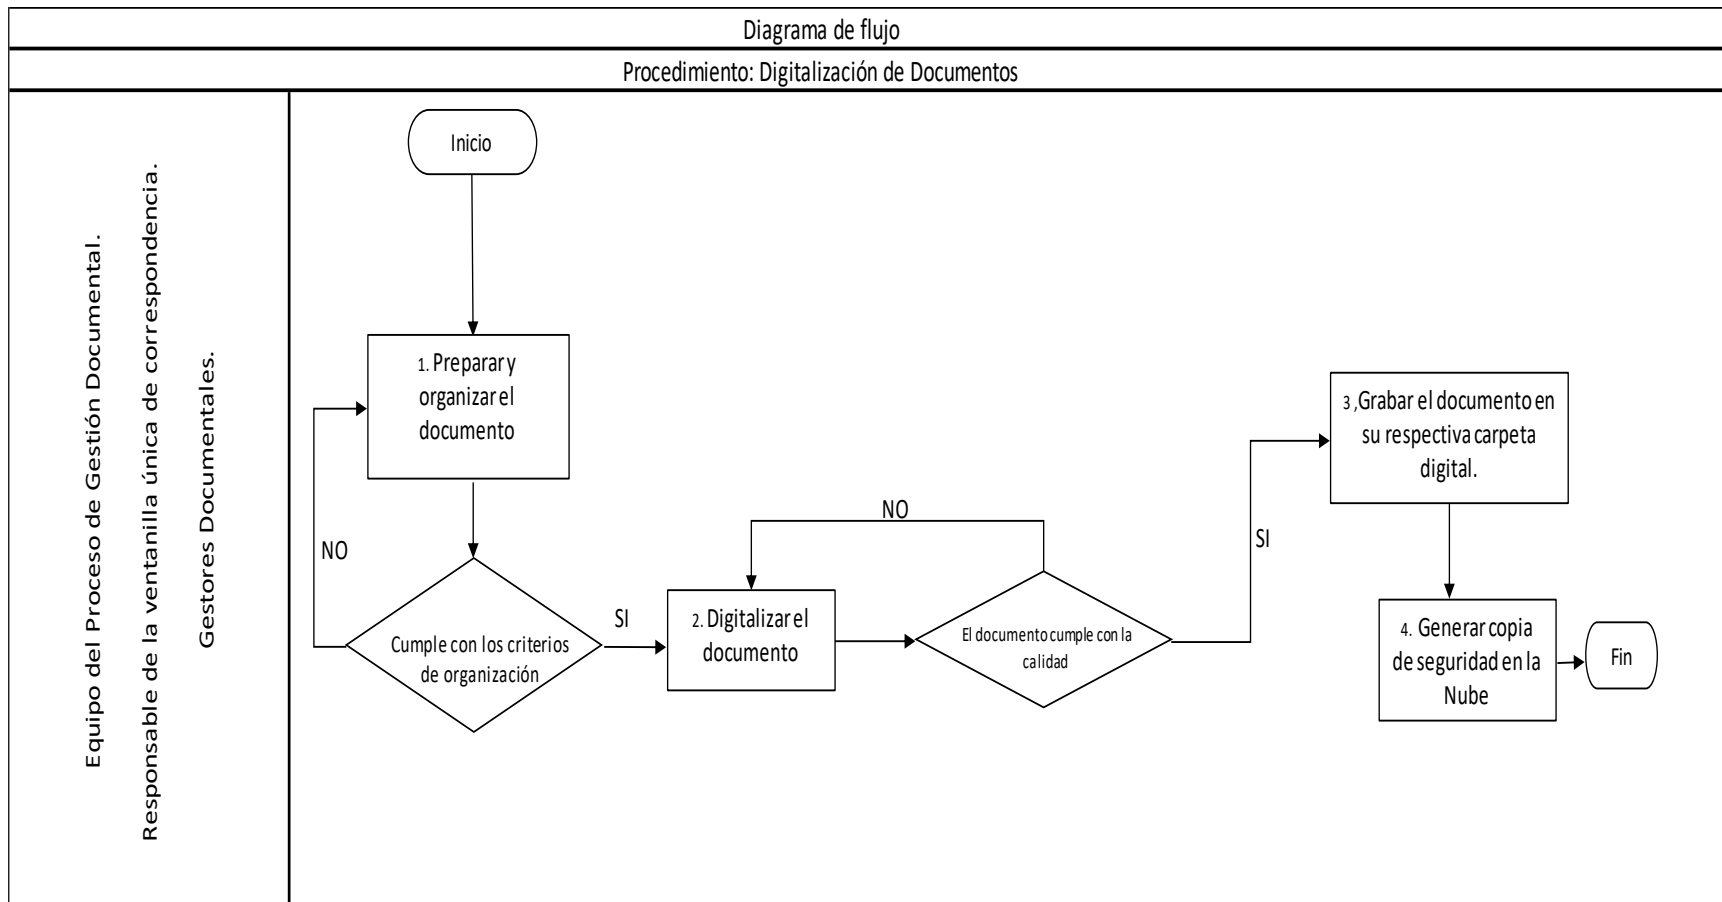 Diagrama de flujo
Procedimiento: Digitalización de Documentos
Equipo del Proceso de Gestión Documental.
Responsable de la ventanilla única de correspondencia.
Gestores Documentales.
Inicio
1. Preparar y
organizar el
documento
NO
Cumple con los criterios
de organización
SI
2. Digitalizar el
documento
NO
El documento cumple con la
calidad
SI
3 ,Grabar el documento en
su respectiva carpeta
digital.
4. Generar copia
de seguridad en la
Nube
Fin